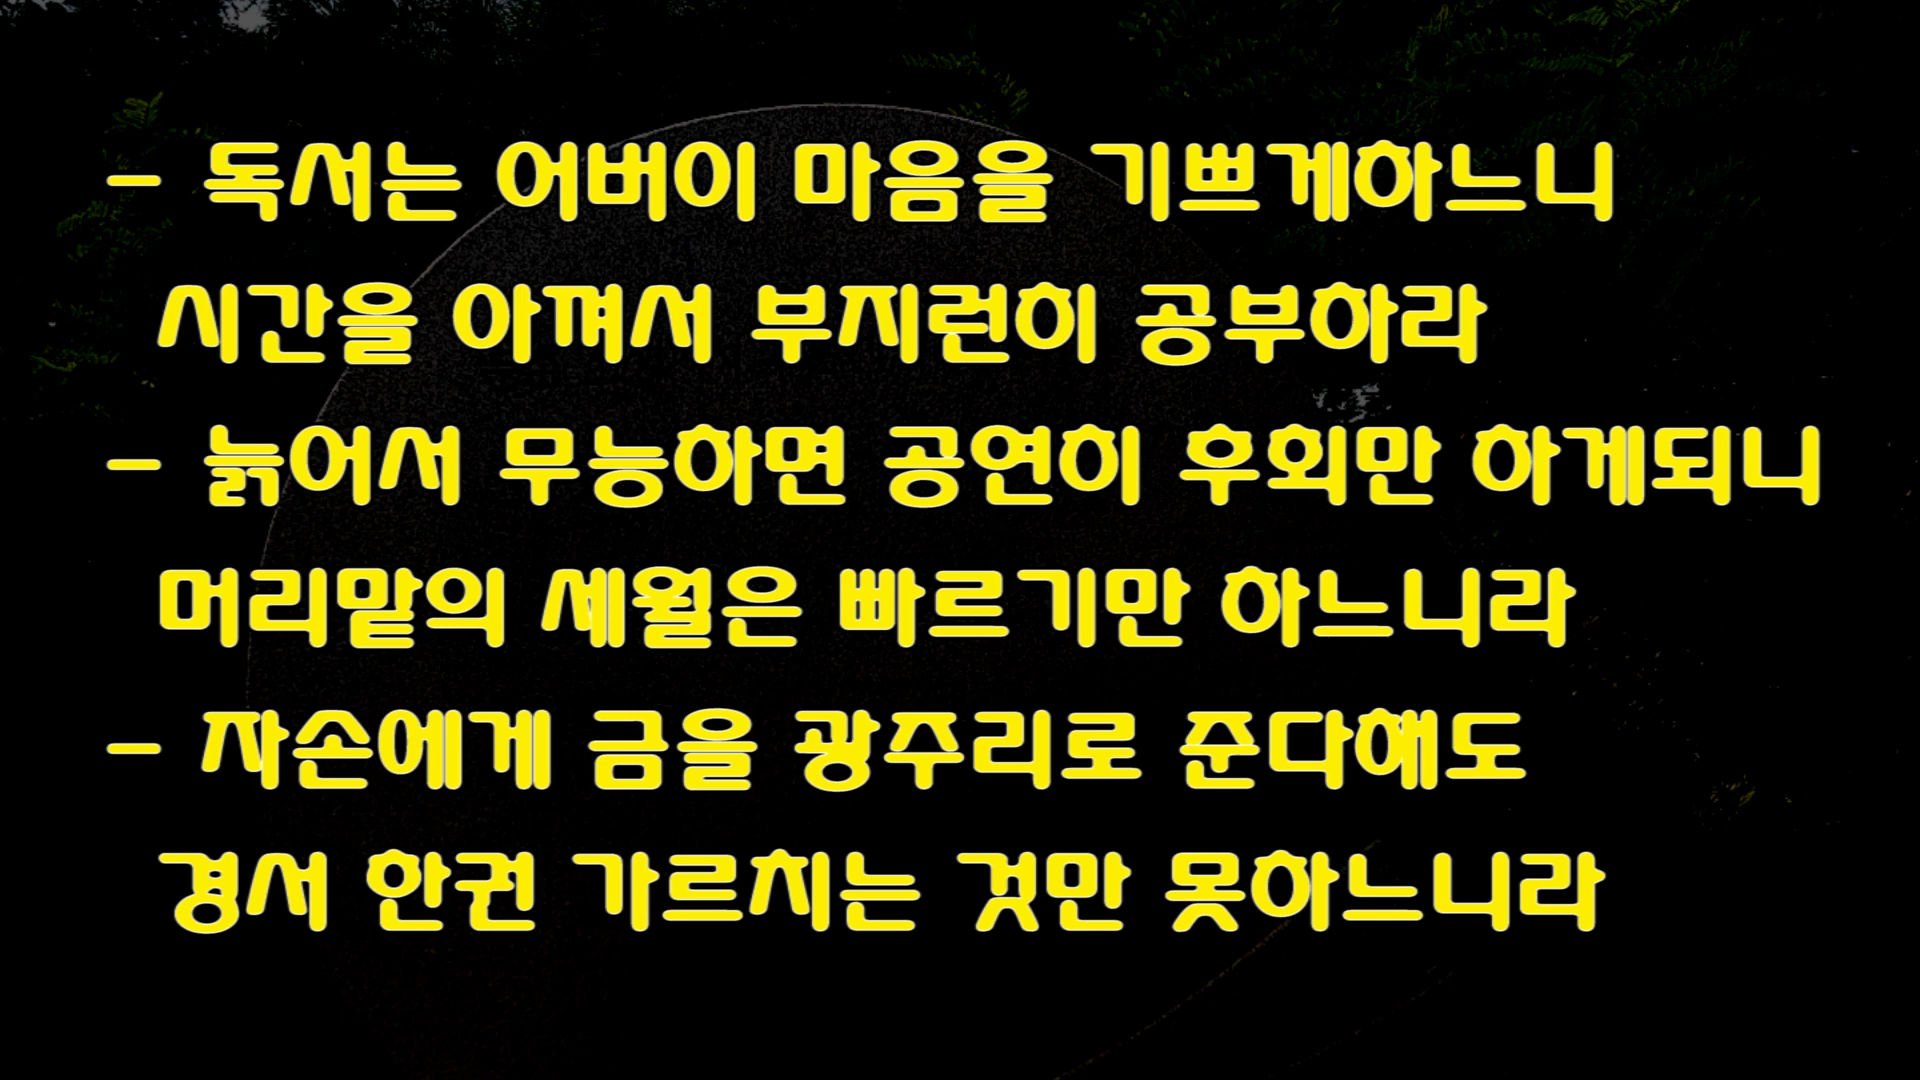 - 독서는 어버이 마음을 기쁘게하느니
시간을 아껴서 부지런히 공부하라
- 늙어서 무능하면 공연히 후회만 하게되니
머리맡의 세월은 빠르기만 하느니라
- 자손에게 금을 광주리로 준다해도
경서 한권 가르치는 것만 못하느니라